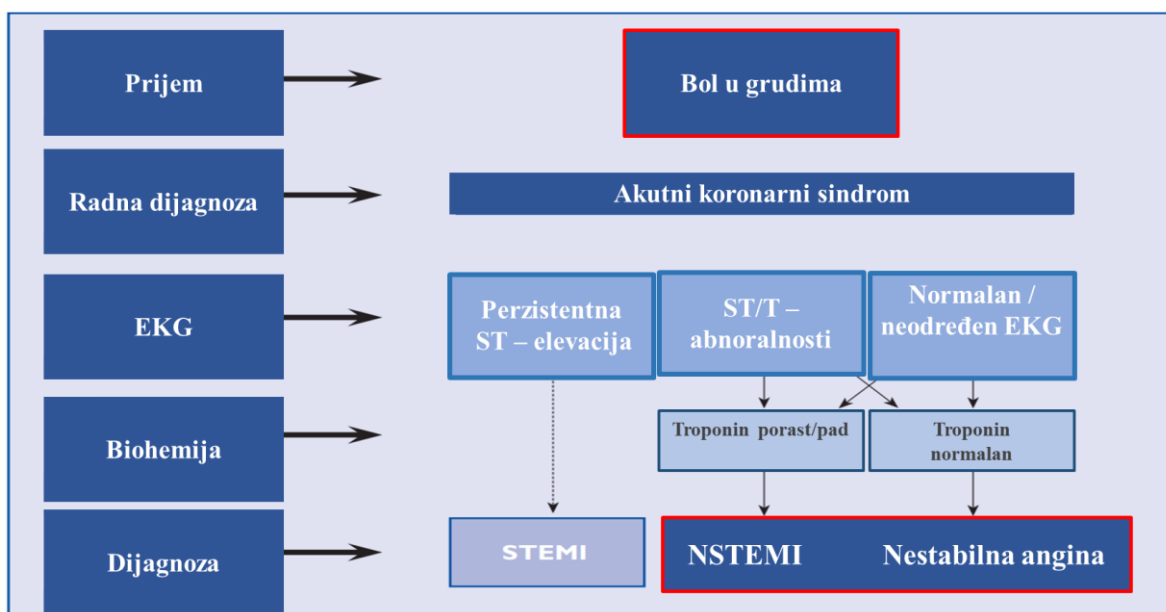 Prijem
Bol u grudima
Radna dijagnoza
Akutni koronarni sindrom
EKG
Perzistentna
ST – elevacija
ST/T –
abnoralnosti
Normalan /
neodređen EKG
Biohemija
Troponin porast/pad
Troponin
normalan
Dijagnoza
STEMI
NSTEMI
Nestabilna angina